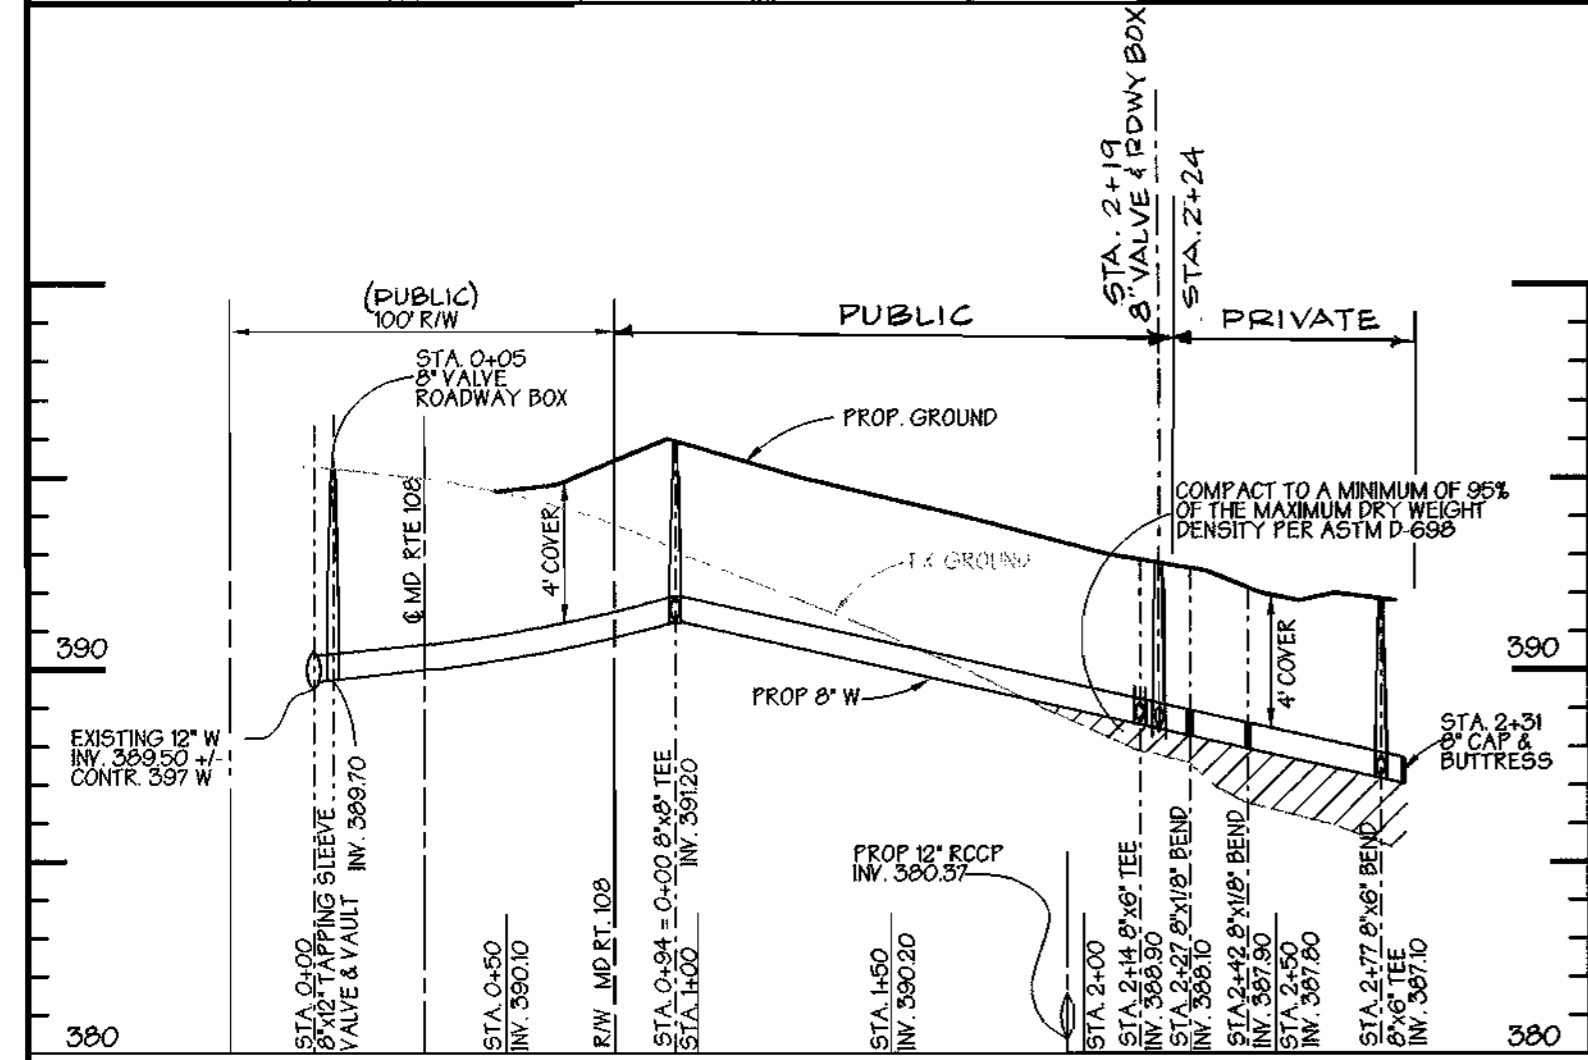 STA. 2+19
8" VALVE & RDWY BOX
STA. 2+24
(PUBLIC)
100' R/W
PUBLIC
PRIVATE
STA. 0+05
8" VALVE
ROADWAY BOX
PROP. GROUND
COMPACT TO A MINIMUM OF 95%
OF THE MAXIMUM DRY WEIGHT
DENSITY PER ASTM D-698
℄ MD RTE 108
4' COVER
GROUND
390
390
4' COVER
PROP 8" W
EXISTING 12" W
INV. 389.50 +/-
CONTR. 397 W
STA. 2+31
8" CAP &
BUTTRESS
PROP 12" RCCP
INV. 380.37
STA. 0+00
8"x12" TAPPING SLEEVE
VALVE & VAULT
INV. 389.70
STA. 0+50
INV. 390.10
R/W MD RT. 108
STA. 0+94 = 0+00 8"x8" TEE
INV. 391.20
STA. 1+00
STA. 1+50
INV. 390.20
STA. 2+00
STA. 2+14 8"x6" TEE
INV. 388.90
STA. 2+27 8"x1/8" BEND
INV. 388.10
STA. 2+42 8"x1/8" BEND
INV. 387.90
STA. 2+50
INV. 387.80
STA. 2+77 8"x6" BEND
8"x6" TEE
INV. 387.10
380
380